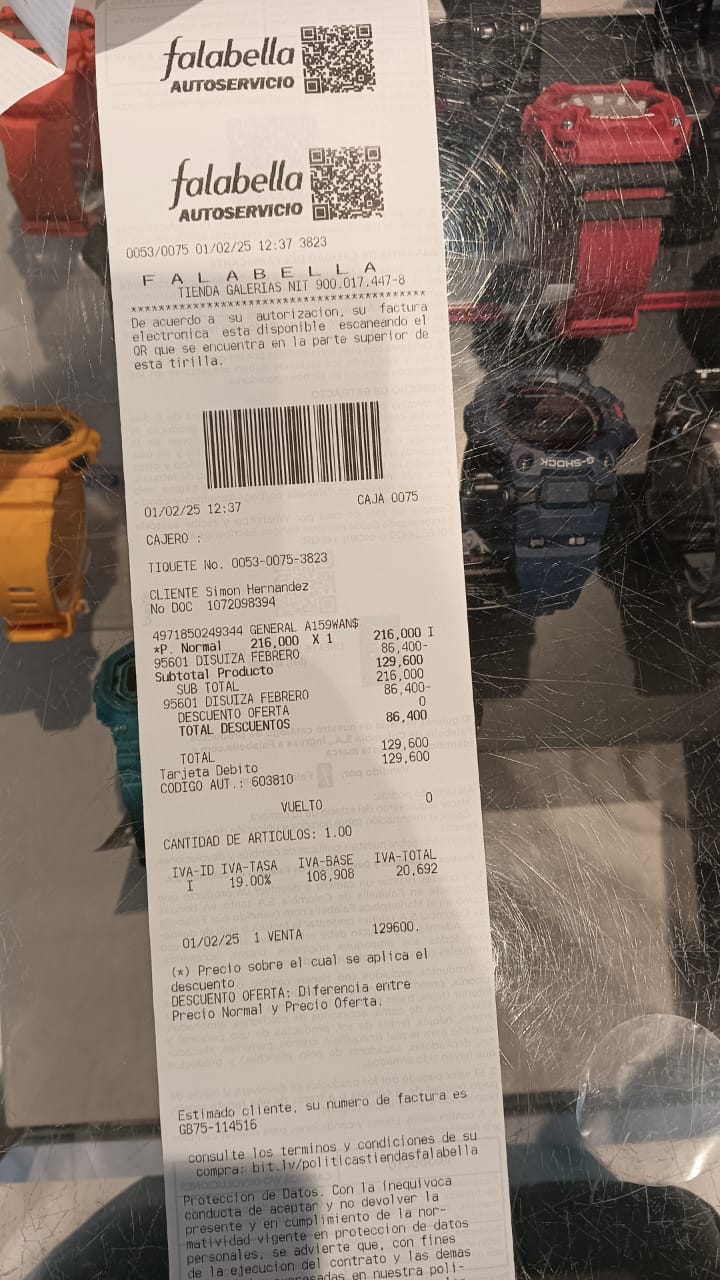 falabella
AUTOSERVICIO
falabella
AUTOSERVICIO
0053/0075 01/02/25 12:37 3823
F A L A B E L L A
TIENDA GALERIAS NIT 900.017.447-8
******************************************
De acuerdo a su autorizacion, su factura
electronica esta disponible escaneando el
QR que se encuentra en la parte superior de
esta tirilla.
01/02/25 12:37 CAJA 0075
CAJERO :
TIQUETE No. 0053-0075-3823
CLIENTE Simon Hernandez
No DOC 1072098394
4971850249344 GENERAL A159WAN$
*P. Normal 216,000 X 1 216,000 I
95601 DISUIZA FEBRERO 86,400-
Subtotal Producto 129,600
SUB TOTAL 216,000
95601 DISUIZA FEBRERO 86,400-
DESCUENTO OFERTA 0
TOTAL DESCUENTOS 86,400
TOTAL 129,600
Tarjeta Debito 129,600
CODIGO AUT.: 603810
VUELTO 0
CANTIDAD DE ARTICULOS: 1.00
IVA-ID IVA-TASA IVA-BASE IVA-TOTAL
I 19.00% 108,908 20,692
01/02/25 1 VENTA 129600.
(*) Precio sobre el cual se aplica el
descuento
DESCUENTO OFERTA: Diferencia entre
Precio Normal y Precio Oferta.
Estimado cliente, su numero de factura es
GB75-114516
consulte los terminos y condiciones de su
compra: bit.lv/politicastiendasfalabella
Proteccion de Datos. Con la inequivoca
conducta de aceptar y no devolver la
presente y en cumplimiento de la nor-
matividad vigente en proteccion de datos
personales, se advierte que, con fines
de la ejecucion del contrato y las demas
en nuestra poli-
G-SHOCK